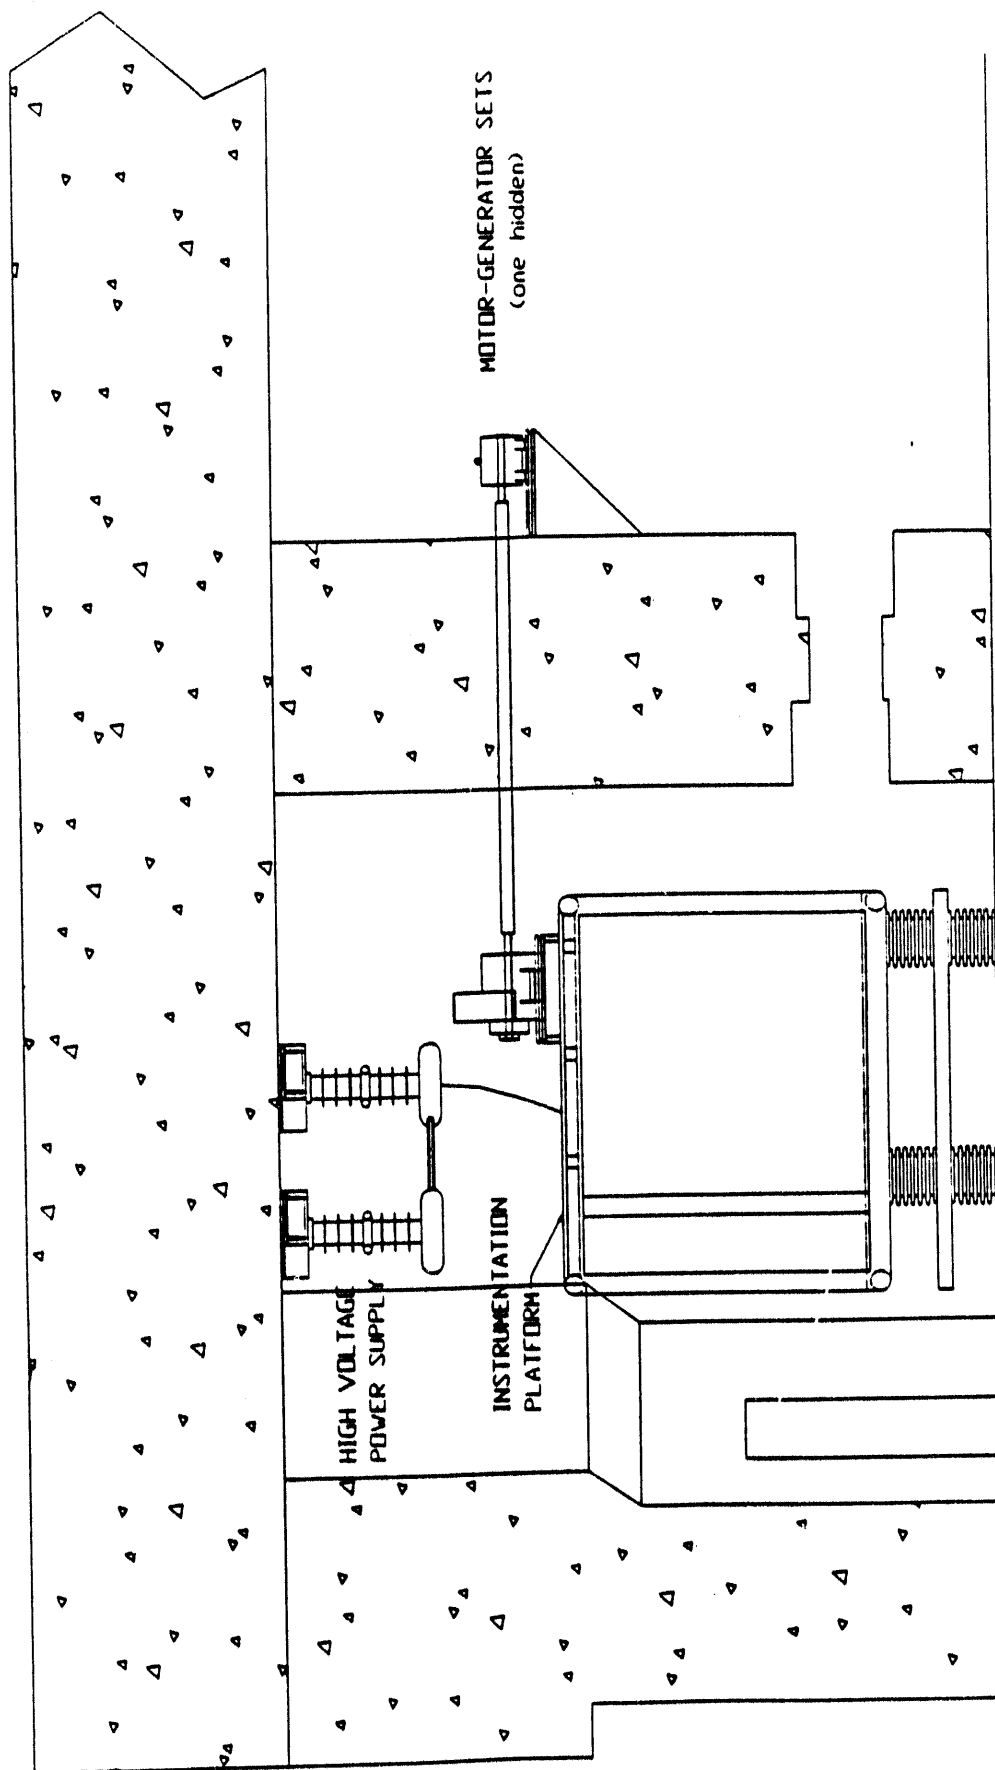 HIGH VOLTAGE
POWER SUPPLY
INSTRUMENTATION
PLATFORM
MOTOR-GENERATOR SETS
(one hidden)